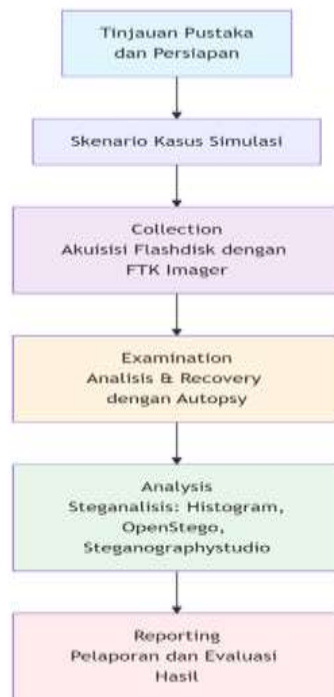 Tinjauan Pustaka
dan Persiapan
Skenario Kasus Simulasi
Collection
Akuisisi Flashdisk dengan
FTK Imager
Examination
Analisis & Recovery
dengan Autopsy
Analysis
Steganalisis: Histogram,
OpenStego,
Steganographystudio
Reporting
Pelaporan dan Evaluasi
Hasil